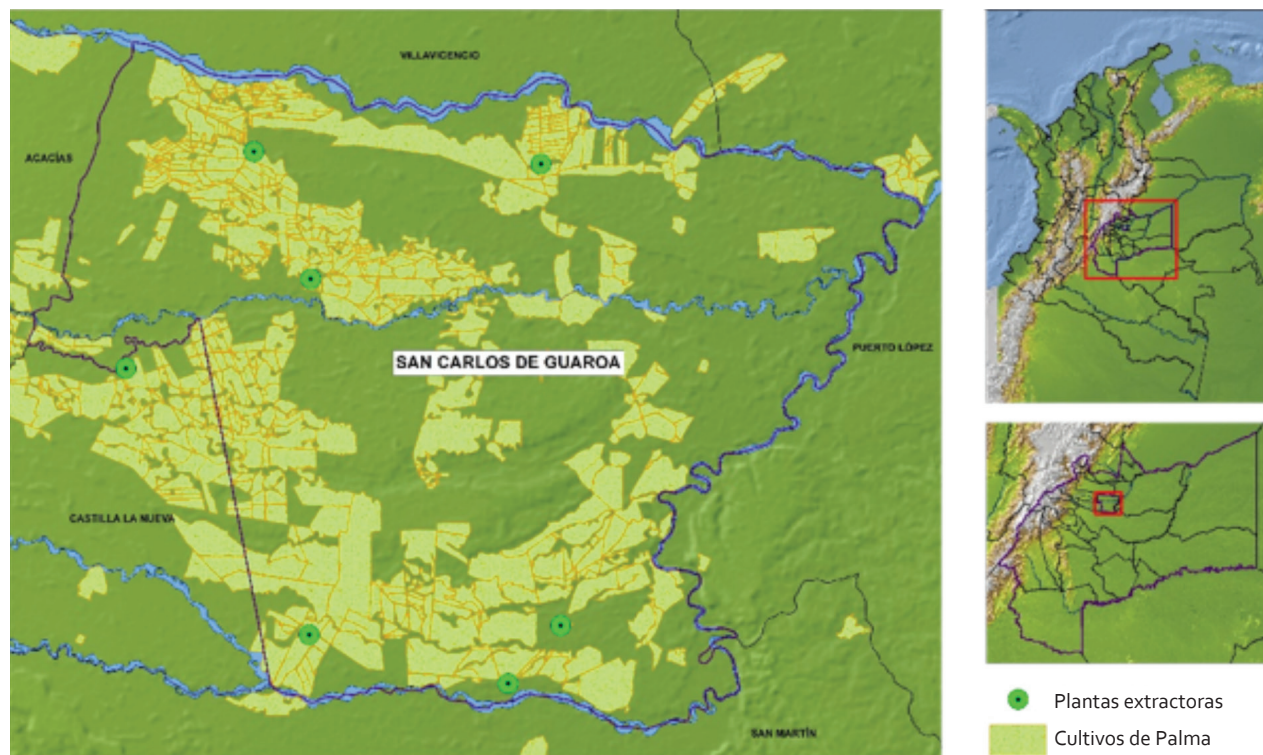 VILLAVICENCIO
ACACÍAS
PUERTO LÓPEZ
SAN CARLOS DE GUAROA
CASTILLA LA NUEVA
SAN MARTÍN
Plantas extractoras
Cultivos de Palma